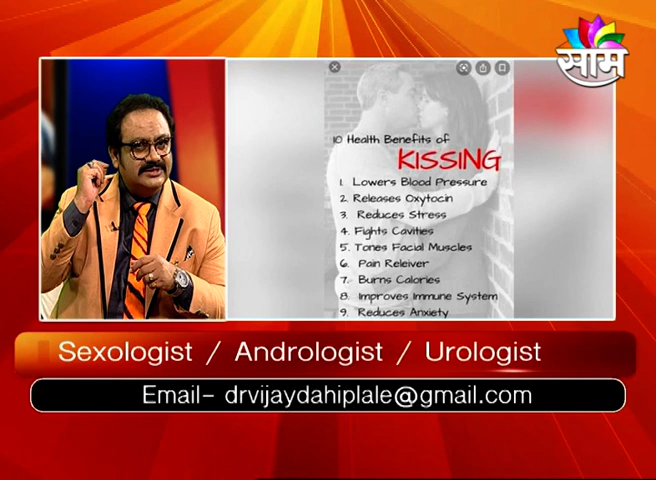 साम
10 Health Benefits of
KISSING
1. Lowers Blood Pressure
2. Releases Oxytocin
3. Reduces Stress
4. Fights Cavities
5. Tones Facial Muscles
6. Pain Releiver
7. Burns Calories
8. Improves Immune System
9. Reduces Anxiety
Sexologist / Andrologist / Urologist
Email- drvijaydahiplale@gmail.com